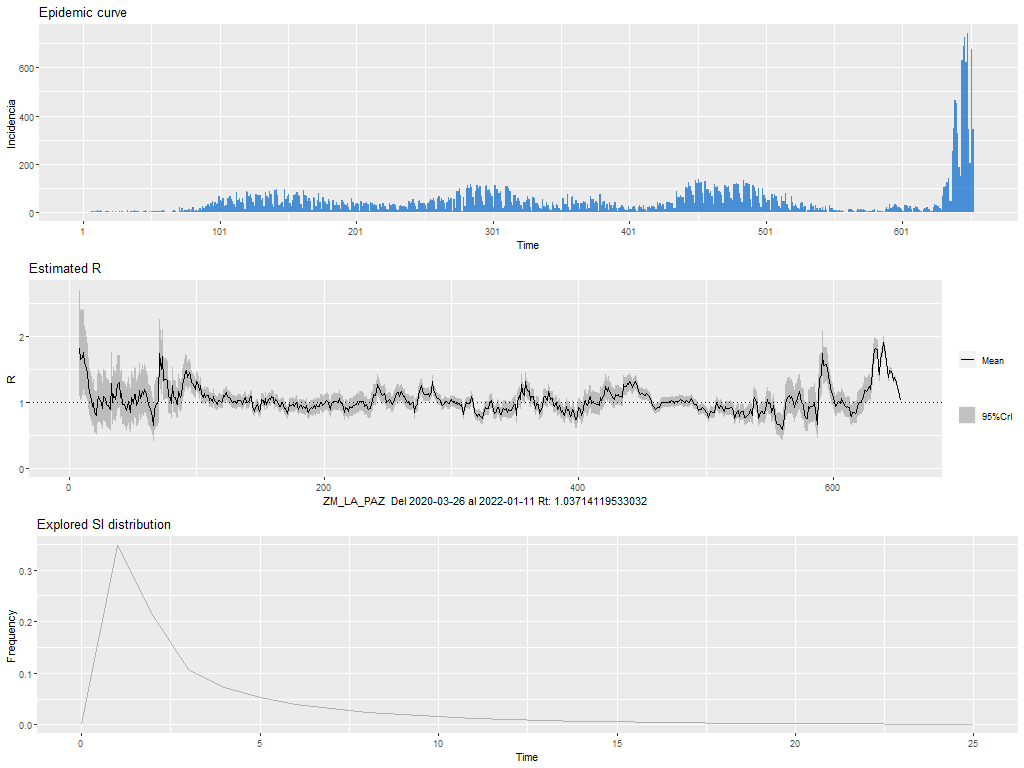 Epidemic curve
Incidencia
600
400
200
0
1
101
201
301
401
501
601
Time
Estimated R
R
2
1
0
0
200
400
600
Mean
95%CrI
ZM_LA_PAZ Del 2020-03-26 al 2022-01-11 Rt: 1.03714119533032
Explored SI distribution
Frequency
0.3
0.2
0.1
0.0
0
5
10
15
20
25
Time